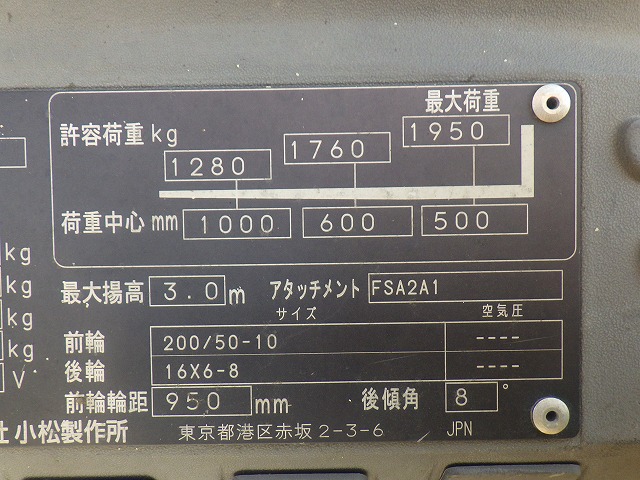 最大荷重
許容荷重 kg 1280 1760 1950
荷重中心 mm 1000 600 500
kg
最大揚高 3.0 m アタッチメント FSA2A1
kg
サイズ 空気圧
kg
前輪 200/50-10 ----
kg
後輪 16X6-8 ----
V
前輪輪距 950 mm 後傾角 8°
社 小松製作所 東京都港区赤坂 2-3-6 JPN